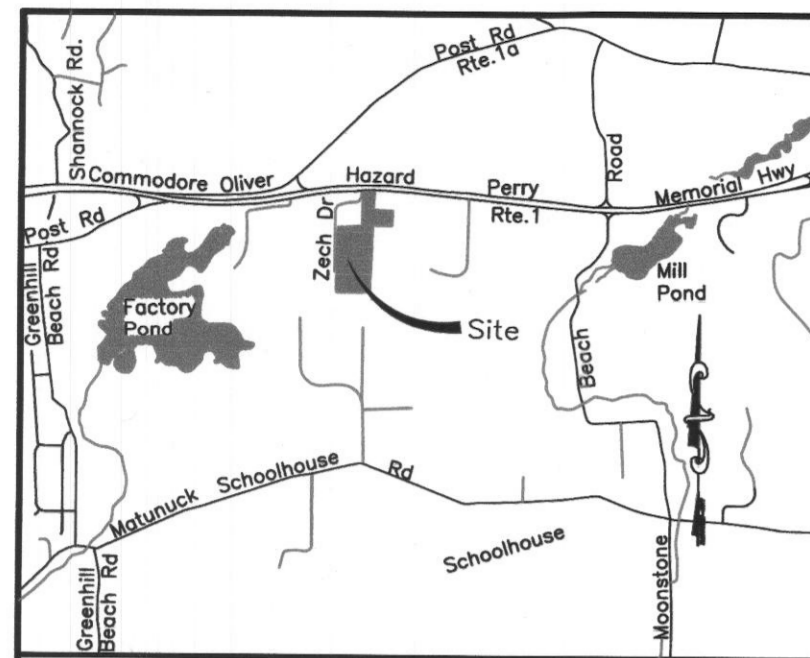 Shannock Rd.
Post Rd
Rte.1a
Commodore Oliver Hazard Perry Memorial Hwy
Rte.1
Road
Post Rd
Zech Dr
Greenhill
Beach Rd
Factory
Pond
Mill
Pond
Site
Beach
Matunuck Schoolhouse Rd
Schoolhouse
Greenhill
Beach Rd
Moonstone